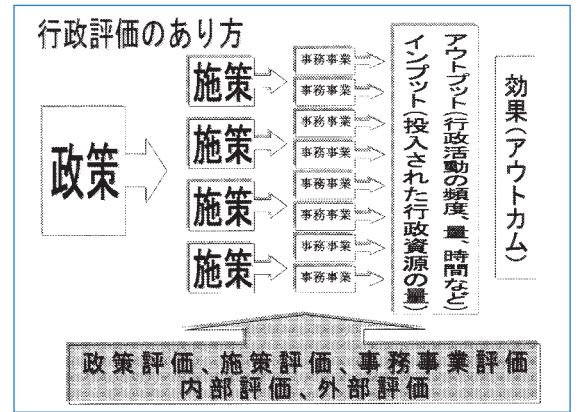 行政評価のあり方
政策
施策
施策
施策
施策
事務事業
事務事業
事務事業
事務事業
事務事業
事務事業
事務事業
事務事業
アウトプット(行政活動の頻度、量、時間など)
インプット(投入された行政資源の量)
効果(アウトカム)
政策評価、施策評価、事務事業評価
内部評価、外部評価